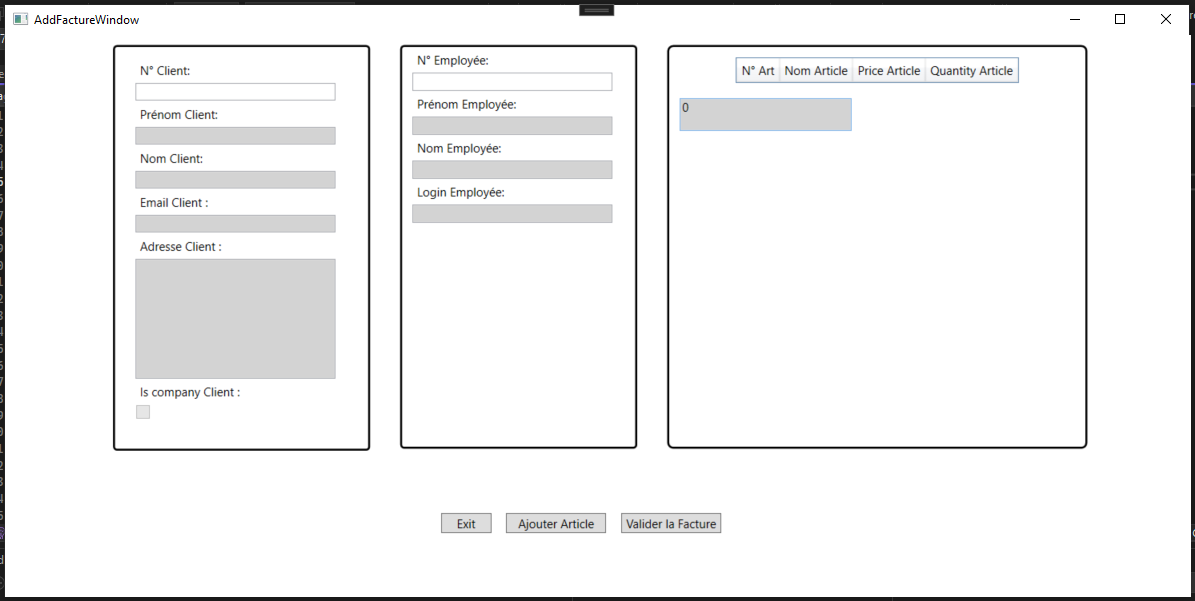 AddFactureWindow
N° Client:
Prénom Client:
Nom Client:
Email Client :
Adresse Client :
Is company Client :
N° Employée:
Prénom Employée:
Nom Employée:
Login Employée:
N° Art Nom Article Price Article Quantity Article
0
Exit Ajouter Article Valider la Facture